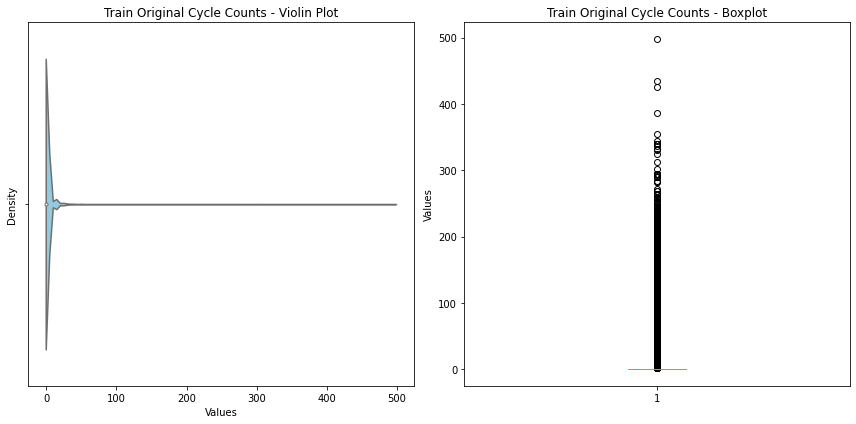 Train Original Cycle Counts - Violin Plot
Density
0 100 200 300 400 500
Values
Train Original Cycle Counts - Boxplot
Values
500
400
300
200
100
0
1